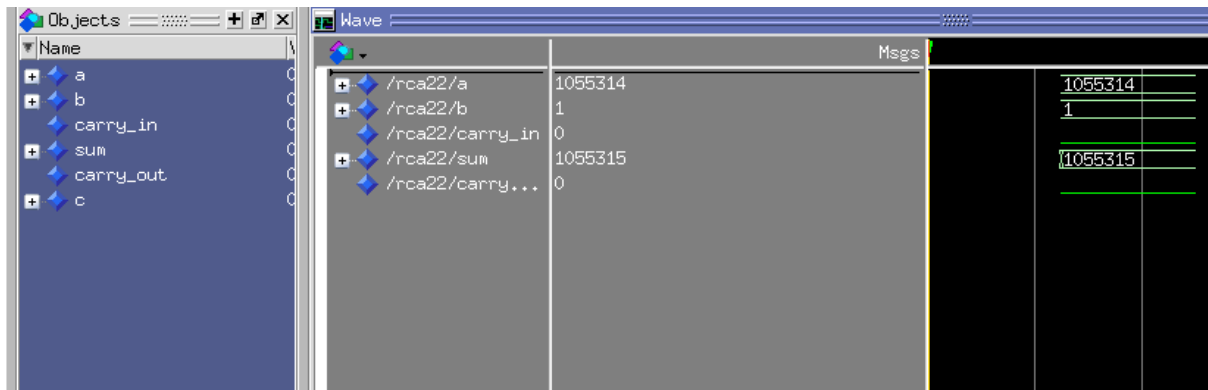 Objects
Name
a
b
carry_in
sum
carry_out
c
Wave
Msgs
/rca22/a 1055314 1055314
/rca22/b 1 1
/rca22/carry_in 0
/rca22/sum 1055315 1055315
/rca22/carry... 0